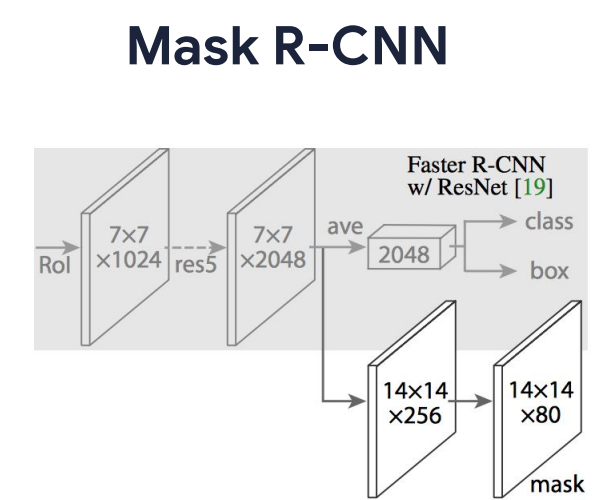 Mask R-CNN
Faster R-CNN
w/ ResNet [19]
RoI
7×7
×1024
res5
7×7
×2048
ave
2048
class
box
14×14
×256
14×14
×80
mask